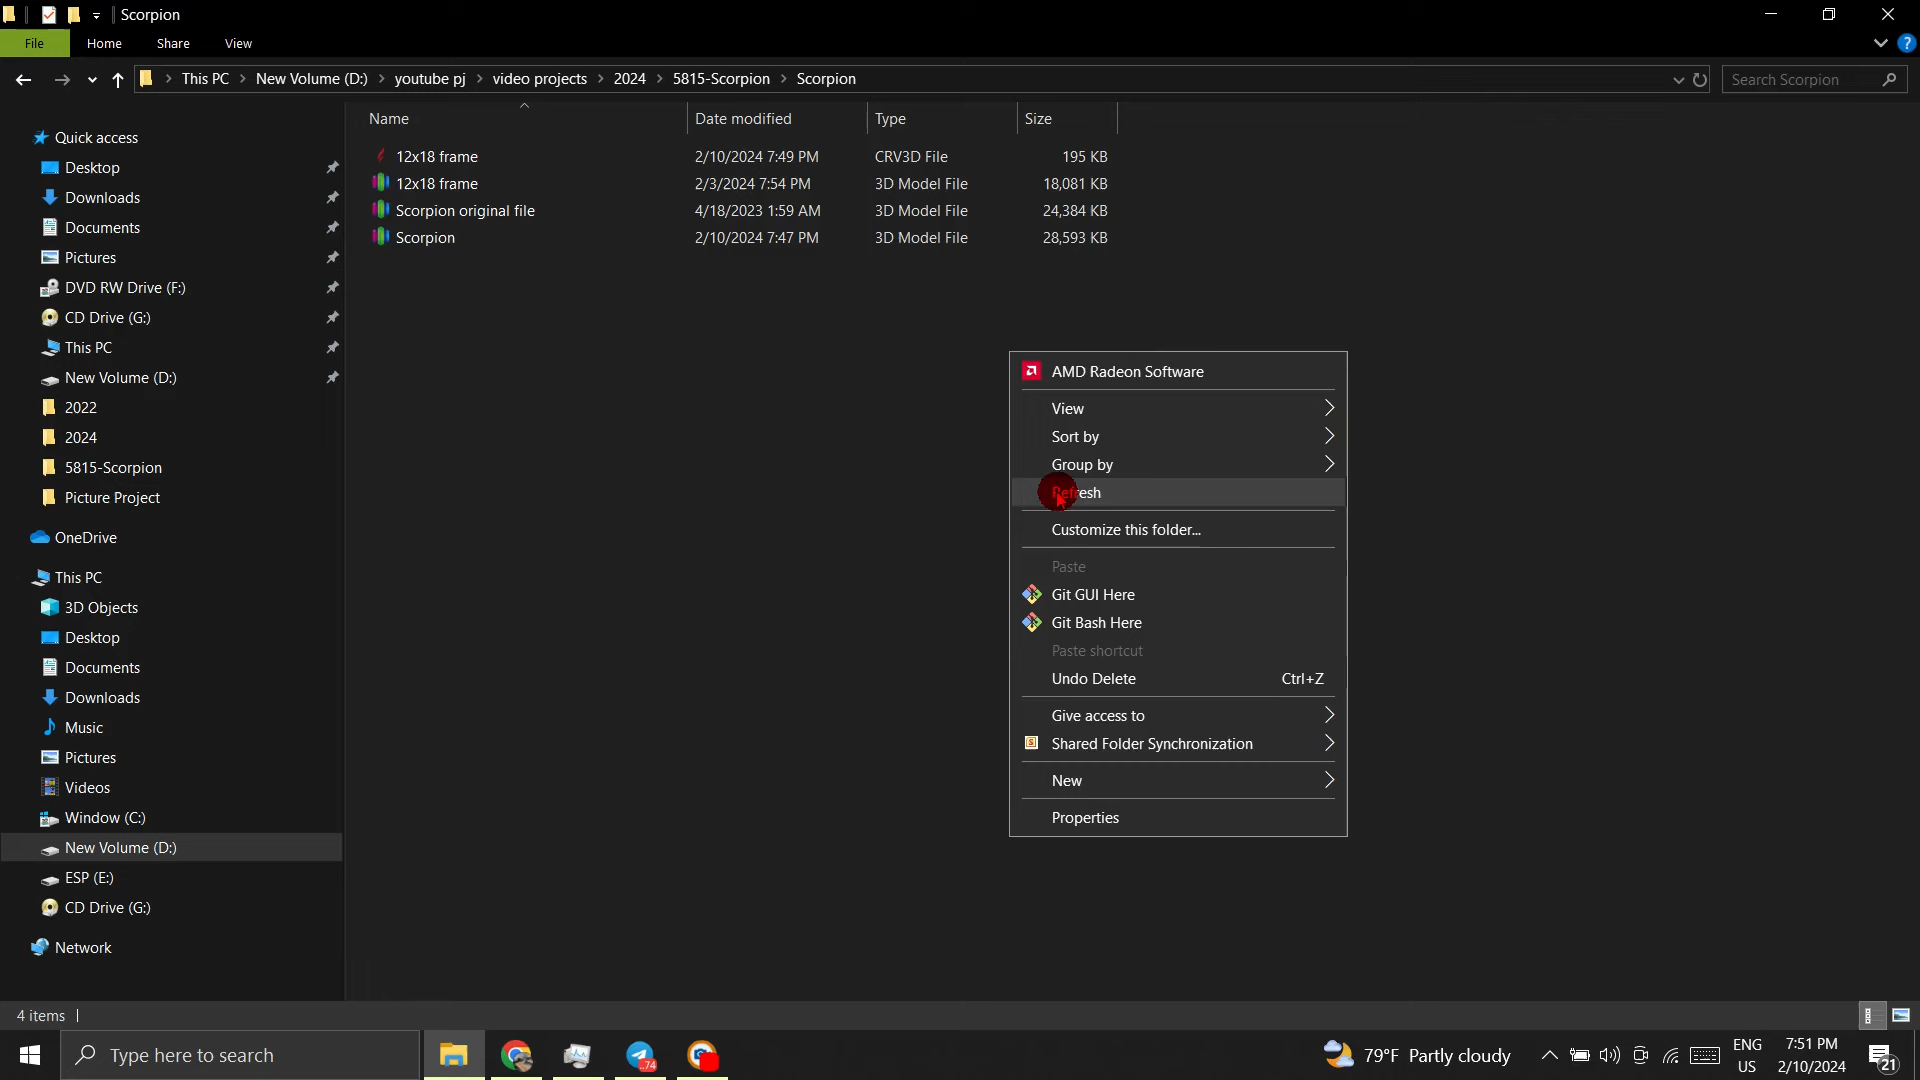 Scorpion
File Home Share View
This PC New Volume (D:) youtube pj video projects 2024 5815-Scorpion Scorpion Search Scorpion
Name Date modified Type Size
12x18 frame 2/10/2024 7:49 PM CRV3D File 195 KB
12x18 frame 2/3/2024 7:54 PM 3D Model File 18,081 KB
Scorpion original file 4/18/2023 1:59 AM 3D Model File 24,384 KB
Scorpion 2/10/2024 7:47 PM 3D Model File 28,593 KB
Quick access
Desktop
Downloads
Documents
Pictures
DVD RW Drive (F:)
CD Drive (G:)
This PC
New Volume (D:)
2022
2024
5815-Scorpion
Picture Project
OneDrive
This PC
3D Objects
Desktop
Documents
Downloads
Music
Pictures
Videos
Window (C:)
New Volume (D:)
ESP (E:)
CD Drive (G:)
Network
AMD Radeon Software
View
Sort by
Group by
Refresh
Customize this folder...
Paste
Git GUI Here
Git Bash Here
Paste shortcut
Undo Delete Ctrl+Z
Give access to
Shared Folder Synchronization
New
Properties
4 items
Type here to search
74
79°F Partly cloudy
ENG
US
7:51 PM
2/10/2024
21